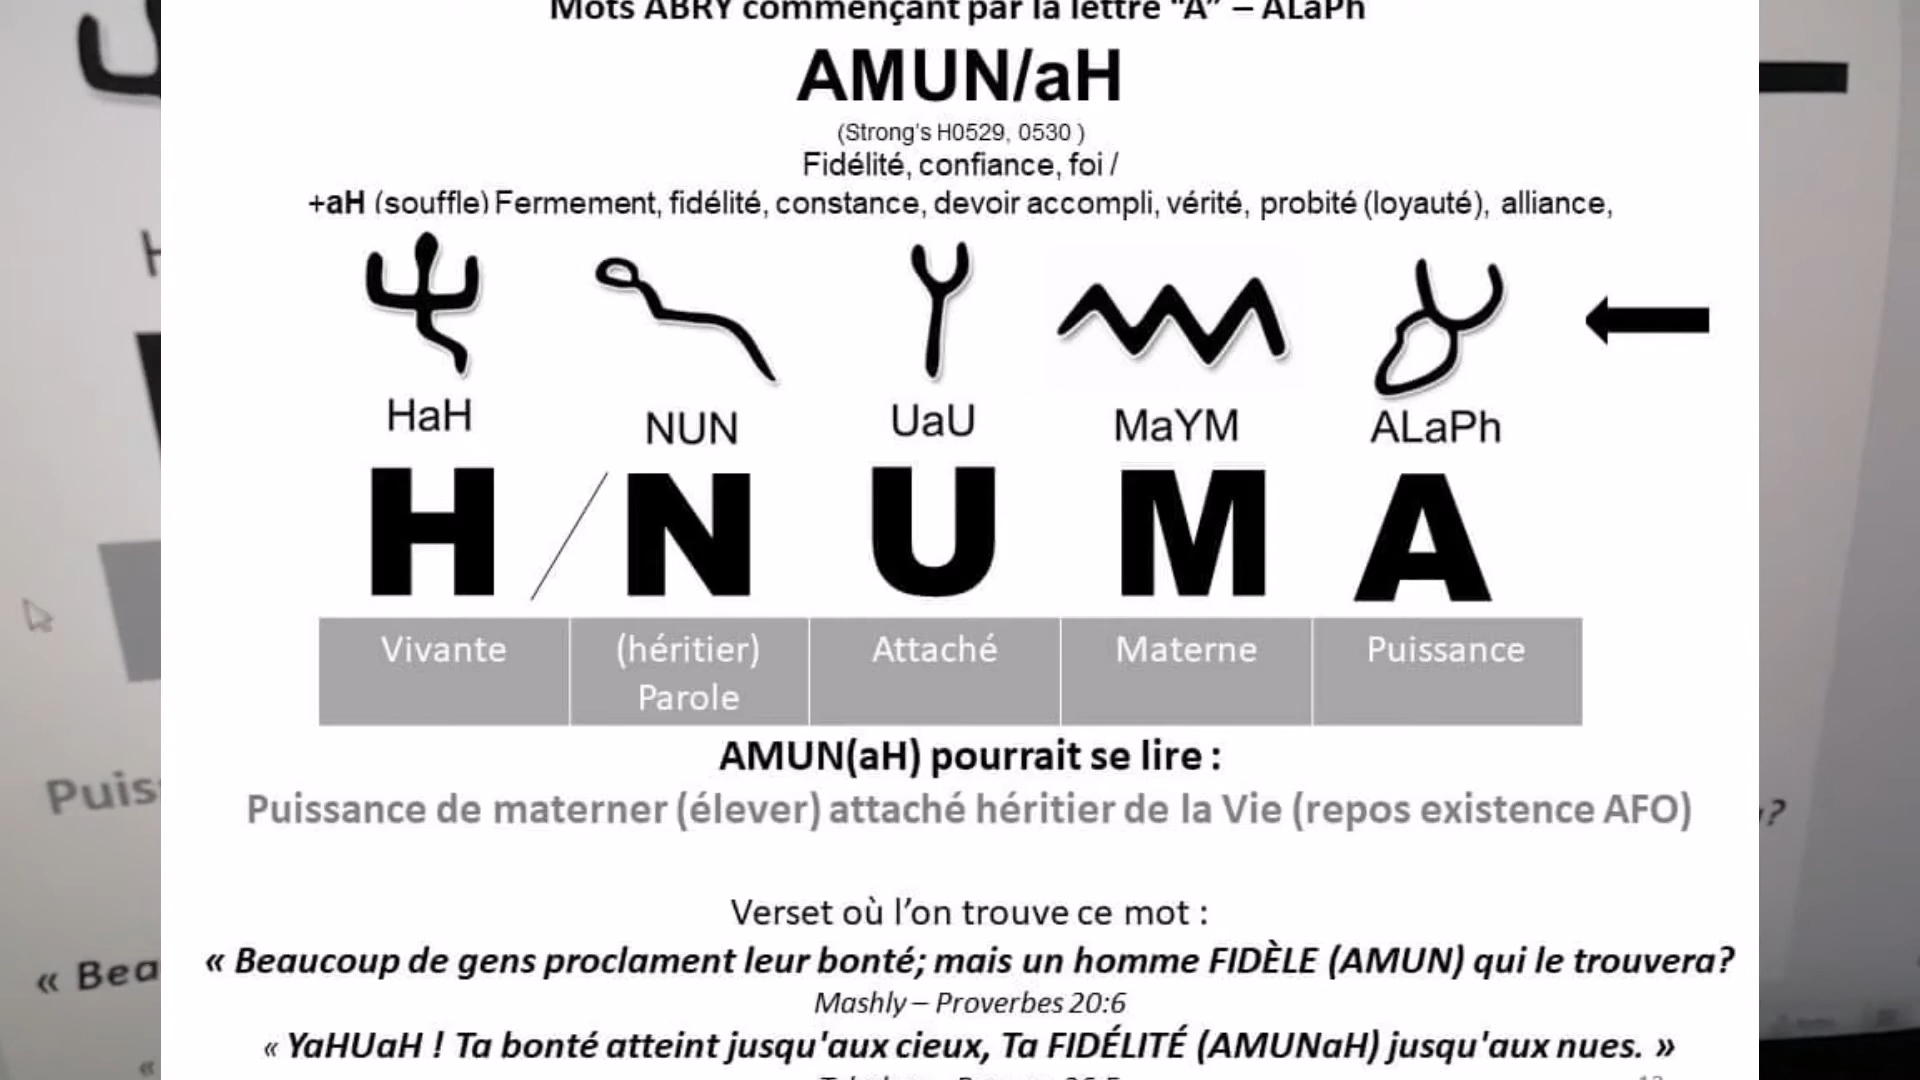 Mots ABRY commençant par la lettre "A" – ALaPh
AMUN/aH
(Strong's H0529, 0530 )
Fidélité, confiance, foi /
+aH (souffle) Fermement, fidélité, constance, devoir accompli, vérité, probité (loyauté), alliance,
HaH NUN UaU MaYM ALaPh
H / N U M A
Vivante (héritier) Attaché Materne Puissance
Parole
AMUN(aH) pourrait se lire :
Puissance de materner (élever) attaché héritier de la Vie (repos existence AFO)
Verset où l'on trouve ce mot :
« Beaucoup de gens proclament leur bonté; mais un homme FIDÈLE (AMUN) qui le trouvera?
Mashly – Proverbes 20:6
« YaHUaH ! Ta bonté atteint jusqu'aux cieux, Ta FIDÉLITÉ (AMUNaH) jusqu'aux nues. »